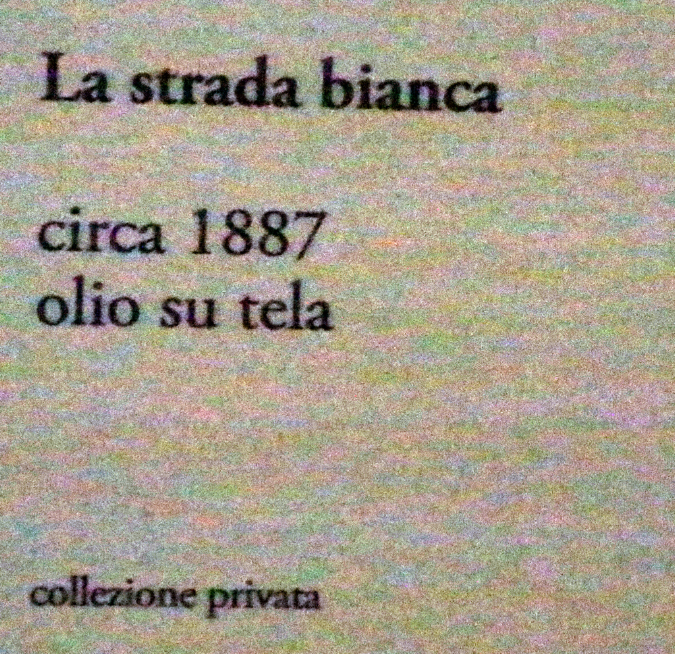 La strada bianca
circa 1887
olio su tela
collezione privata